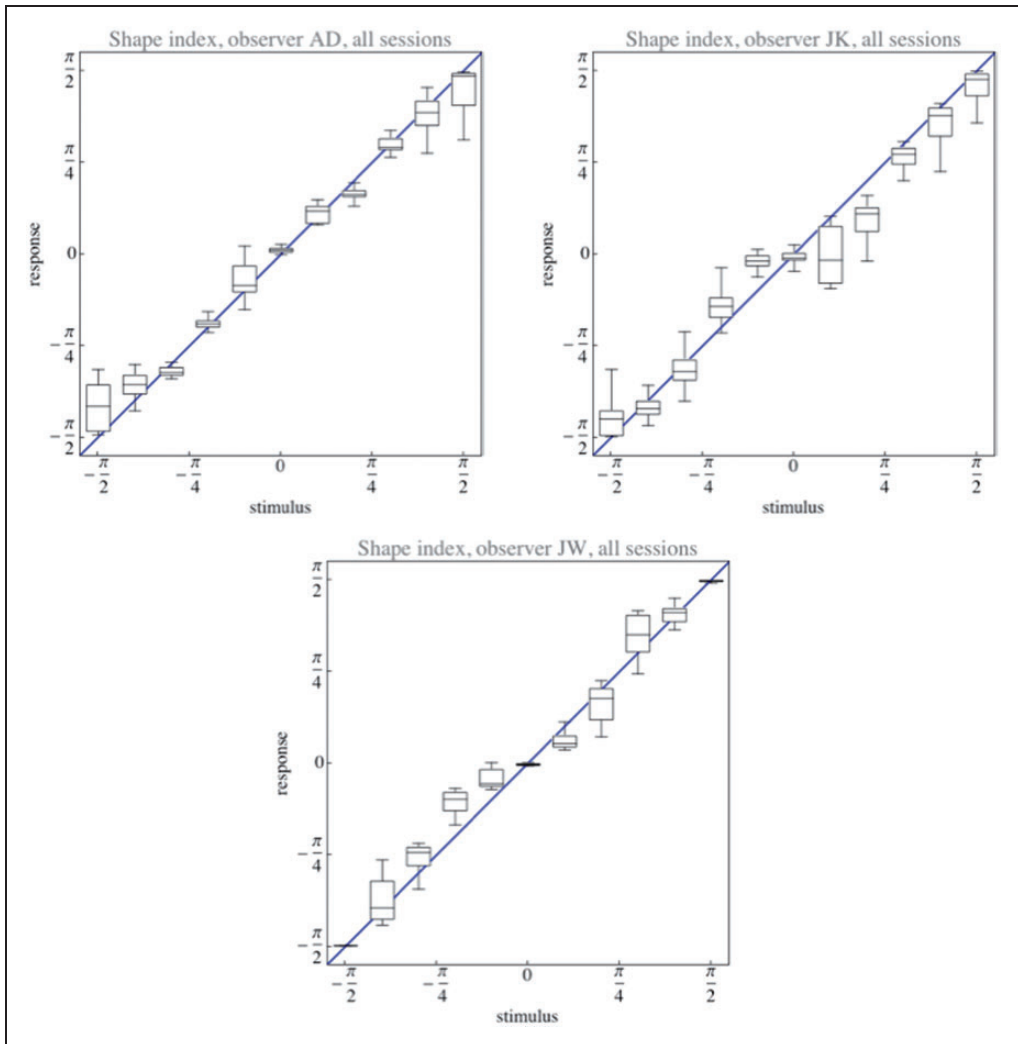 Shape index, observer AD, all sessions
π/2
π/4
0
−π/4
−π/2
response
−π/2
−π/4
0
π/4
π/2
stimulus
Shape index, observer JK, all sessions
π/2
π/4
0
−π/4
−π/2
response
−π/2
−π/4
0
π/4
π/2
stimulus
Shape index, observer JW, all sessions
π/2
π/4
0
−π/4
−π/2
response
−π/2
−π/4
0
π/4
π/2
stimulus